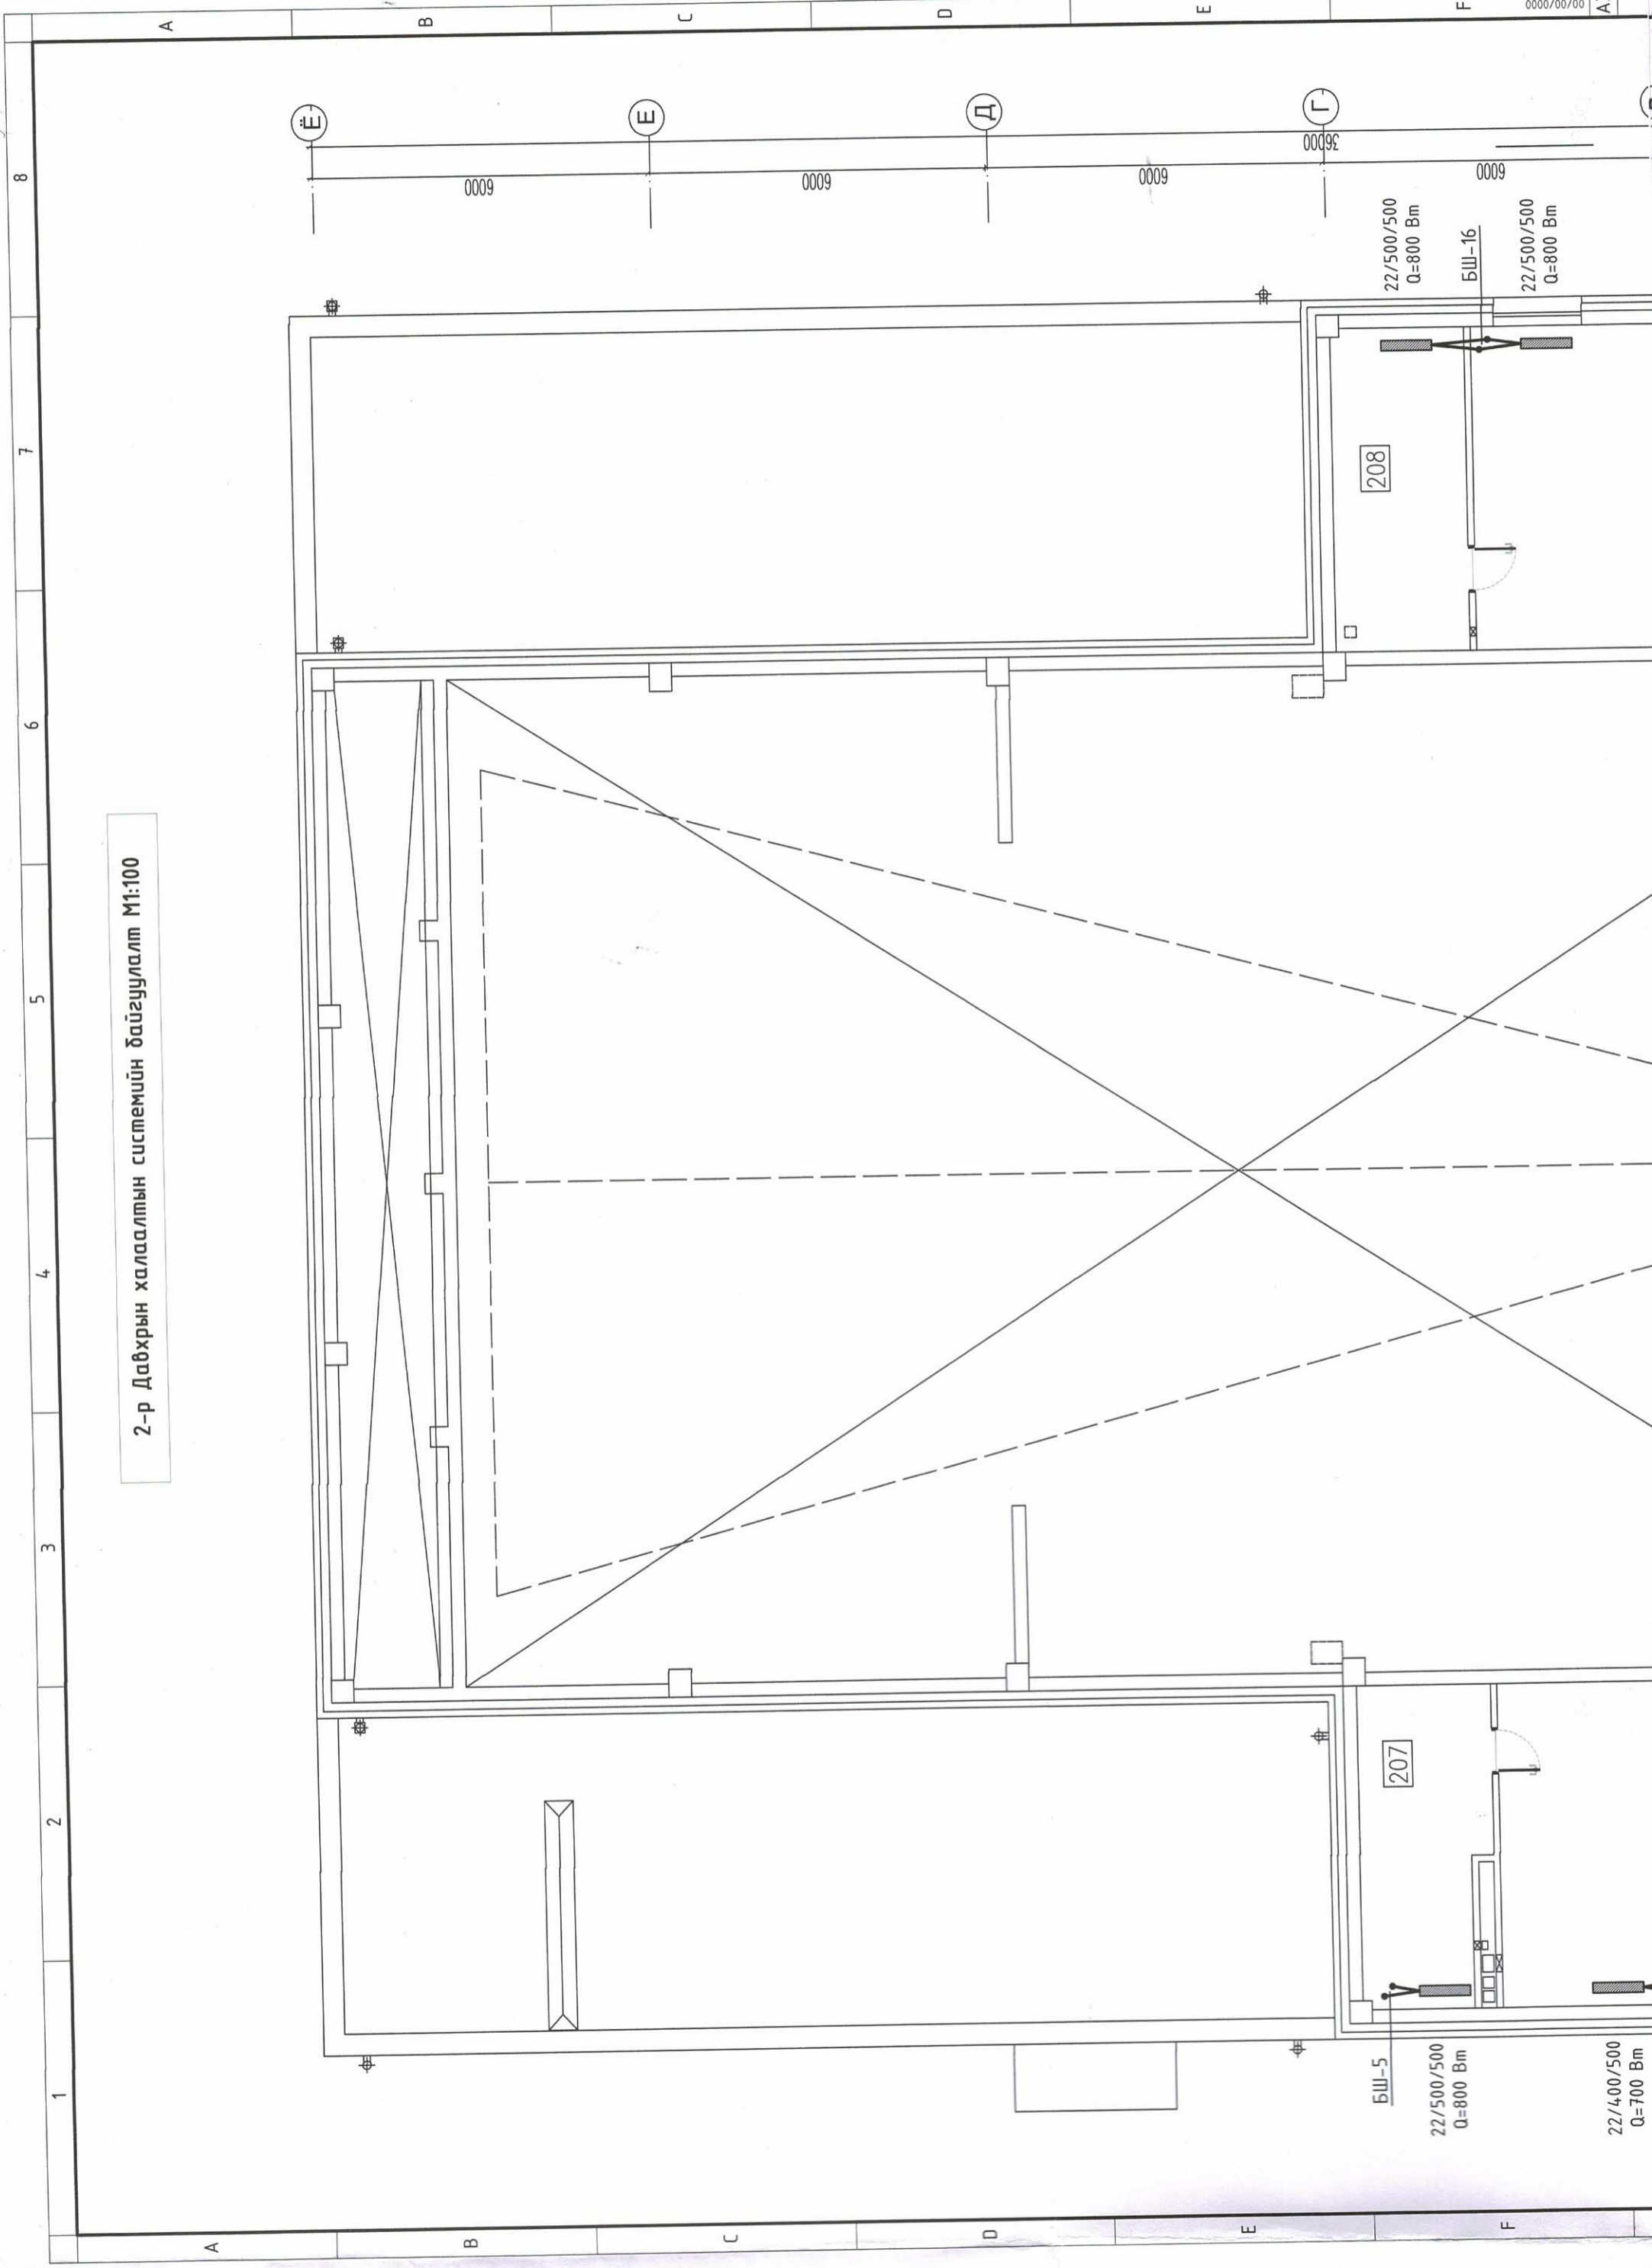 1
2
3
4
5
6
7
8
A
B
C
D
E
F
0000/00/00
2-р Давхрын халаалтын системийн байгуулалт М1:100
Ё
Е
Д
Г
6000
6000
6000
6000
36000
22/500/500
Q=800 Вт
БШ-16
22/500/500
Q=800 Вт
208
207
БШ-5
22/500/500
Q=800 Вт
22/400/500
Q=700 Вт
A
B
C
D
E
F